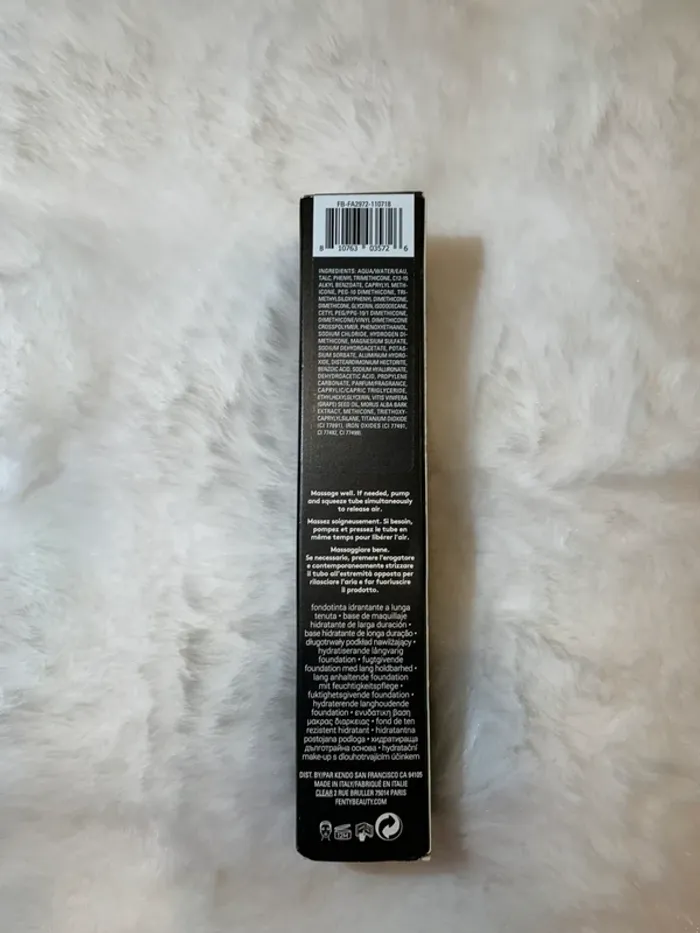 FB-FA2972-110718
8 10763 03572 6
INGREDIENTS: AQUA/WATER/EAU,
TALC, PHENYL TRIMETHICONE, C12-15
ALKYL BENZOATE, CAPRYLYL METH-
ICONE, PEG-10 DIMETHICONE, TRI-
METHYLSILOXYPHENYL DIMETHICONE,
DIMETHICONE, GLYCERIN, ISODODECANE,
CETYL PEG/PPG-10/1 DIMETHICONE,
DIMETHICONE/VINYL DIMETHICONE
CROSSPOLYMER, PHENOXYETHANOL,
SODIUM CHLORIDE, HYDROGEN DI-
METHICONE, MAGNESIUM SULFATE,
SODIUM DEHYDROACETATE, POTAS-
SIUM SORBATE, ALUMINUM HYDRO-
XIDE, DISTEARDIMONIUM HECTORITE,
BENZOIC ACID, SODIUM HYALURONATE,
DEHYDROACETIC ACID, PROPYLENE
CARBONATE, PARFUM/FRAGRANCE,
CAPRYLIC/CAPRIC TRIGLYCERIDE,
ETHYLHEXYLGLYCERIN, VITIS VINIFERA
(GRAPE) SEED OIL, MORUS ALBA BARK
EXTRACT, METHICONE, TRIETHOXY-
CAPRYLYLSILANE, TITANIUM DIOXIDE
(CI 77891), IRON OXIDES (CI 77491,
CI 77492, CI 77499).
Massage well. If needed, pump
and squeeze tube simultaneously
to release air.
Massez soigneusement. Si besoin,
pompez et pressez le tube en
même temps pour libérer l'air.
Massaggiare bene.
Se necessario, premere l'erogatore
e contemporaneamente strizzare
il tubo all'estremità opposta per
rilasciare l'aria e far fuoriuscire
il prodotto.
fondotinta idratante a lunga
tenuta • base de maquillaje
hidratante de larga duración •
base hidratante de longa duração •
długotrwały podkład nawilżający •
hydratiserande långvarig
foundation • fugtgivende
foundation med lang holdbarhed •
lang anhaltende foundation
mit feuchtigkeitspflege •
fuktighetsgivende foundation •
hydraterende langhoudende
foundation • ενυδατικη βαση
μακρας διαρκειας • fond de ten
rezistent hidratant • hidratantna
postojana podloga • хидратираща
дълготрайна основа • hydratační
make-up s dlouhotrvajícím účinkem
DIST. BY/PAR KENDO SAN FRANCISCO CA 94105
MADE IN ITALY/FABRIQUÉ EN ITALIE
CLEAR 2 RUE BRULLER 75014 PARIS
FENTYBEAUTY.COM
12M